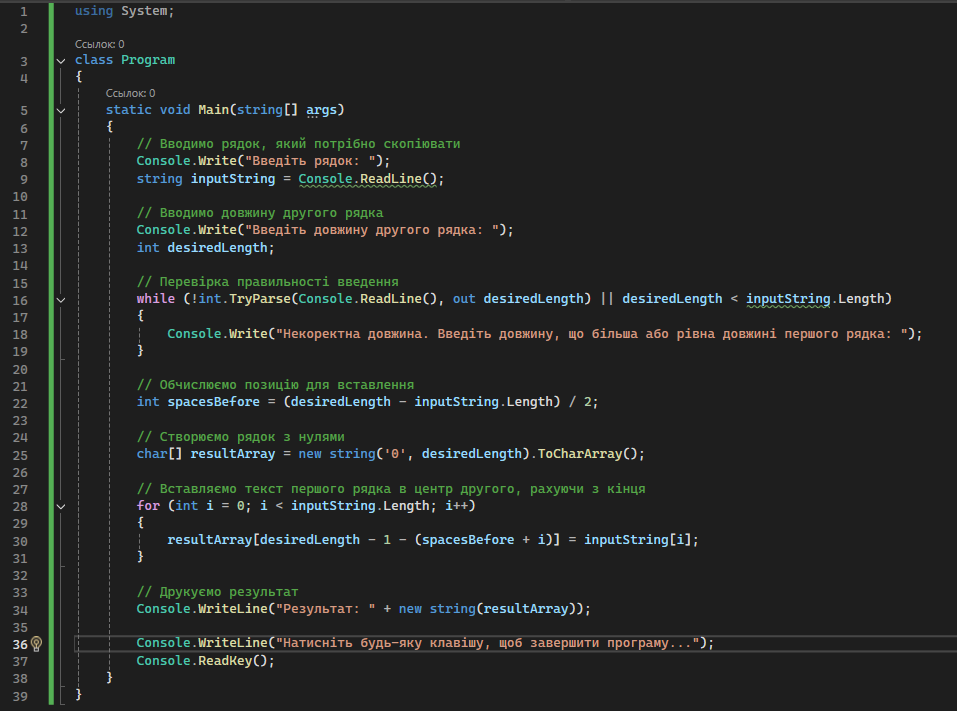 1 using System;
2
Ссылок: 0
3 class Program
4 {
Ссылок: 0
5 static void Main(string[] args)
6 {
7 // Вводимо рядок, який потрібно скопіювати
8 Console.Write("Введіть рядок: ");
9 string inputString = Console.ReadLine();
10
11 // Вводимо довжину другого рядка
12 Console.Write("Введіть довжину другого рядка: ");
13 int desiredLength;
14
15 // Перевірка правильності введення
16 while (!int.TryParse(Console.ReadLine(), out desiredLength) || desiredLength < inputString.Length)
17 {
18 Console.Write("Некоректна довжина. Введіть довжину, що більша або рівна довжині першого рядка: ");
19 }
20
21 // Обчислюємо позицію для вставлення
22 int spacesBefore = (desiredLength - inputString.Length) / 2;
23
24 // Створюємо рядок з нулями
25 char[] resultArray = new string('0', desiredLength).ToCharArray();
26
27 // Вставляємо текст першого рядка в центр другого, рахуючи з кінця
28 for (int i = 0; i < inputString.Length; i++)
29 {
30 resultArray[desiredLength - 1 - (spacesBefore + i)] = inputString[i];
31 }
32
33 // Друкуємо результат
34 Console.WriteLine("Результат: " + new string(resultArray));
35
36 Console.WriteLine("Натисніть будь-яку клавішу, щоб завершити програму...");
37 Console.ReadKey();
38 }
39 }